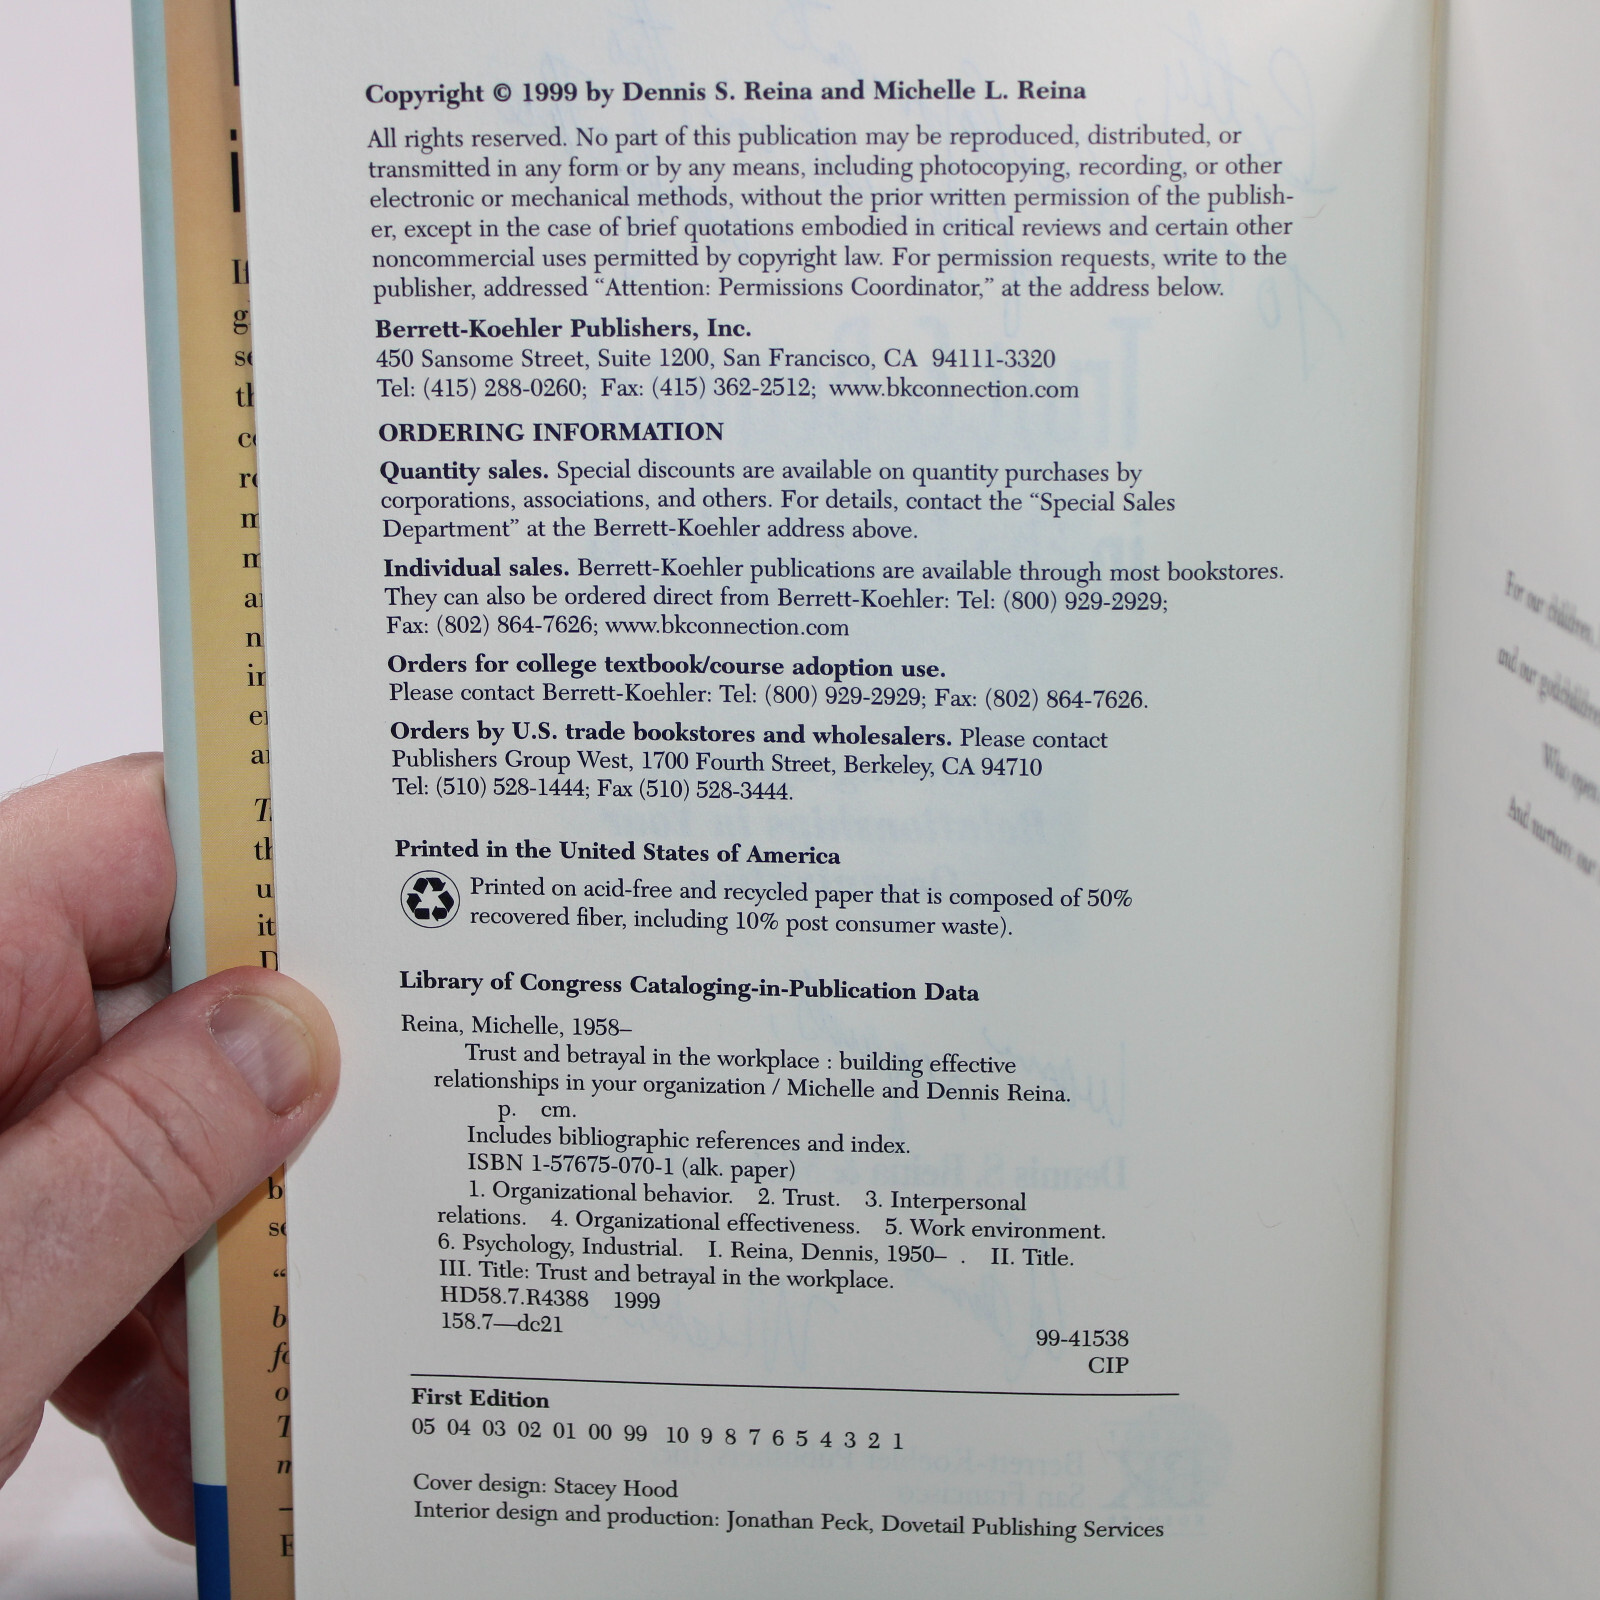 Copyright © 1999 by Dennis S. Reina and Michelle L. Reina
All rights reserved. No part of this publication may be reproduced, distributed, or
transmitted in any form or by any means, including photocopying, recording, or other
electronic or mechanical methods, without the prior written permission of the publish-
er, except in the case of brief quotations embodied in critical reviews and certain other
noncommercial uses permitted by copyright law. For permission requests, write to the
publisher, addressed “Attention: Permissions Coordinator,” at the address below.
Berrett-Koehler Publishers, Inc.
450 Sansome Street, Suite 1200, San Francisco, CA 94111-3320
Tel: (415) 288-0260; Fax: (415) 362-2512; www.bkconnection.com
ORDERING INFORMATION
Quantity sales. Special discounts are available on quantity purchases by
corporations, associations, and others. For details, contact the “Special Sales
Department” at the Berrett-Koehler address above.
Individual sales. Berrett-Koehler publications are available through most bookstores.
They can also be ordered direct from Berrett-Koehler: Tel: (800) 929-2929;
Fax: (802) 864-7626; www.bkconnection.com
Orders for college textbook/course adoption use.
Please contact Berrett-Koehler: Tel: (800) 929-2929; Fax: (802) 864-7626.
Orders by U.S. trade bookstores and wholesalers. Please contact
Publishers Group West, 1700 Fourth Street, Berkeley, CA 94710
Tel: (510) 528-1444; Fax (510) 528-3444.
Printed in the United States of America
Printed on acid-free and recycled paper that is composed of 50%
recovered fiber, including 10% post consumer waste).
Library of Congress Cataloging-in-Publication Data
Reina, Michelle, 1958–
Trust and betrayal in the workplace : building effective
relationships in your organization / Michelle and Dennis Reina.
p. cm.
Includes bibliographic references and index.
ISBN 1-57675-070-1 (alk. paper)
1. Organizational behavior. 2. Trust. 3. Interpersonal
relations. 4. Organizational effectiveness. 5. Work environment.
6. Psychology, Industrial. I. Reina, Dennis, 1950– . II. Title.
III. Title: Trust and betrayal in the workplace.
HD58.7.R4388 1999
158.7—dc21
99-41538
CIP
First Edition
05 04 03 02 01 00 99 10 9 8 7 6 5 4 3 2 1
Cover design: Stacey Hood
Interior design and production: Jonathan Peck, Dovetail Publishing Services
For our children,
and our godchildren
Who open
And nurture our